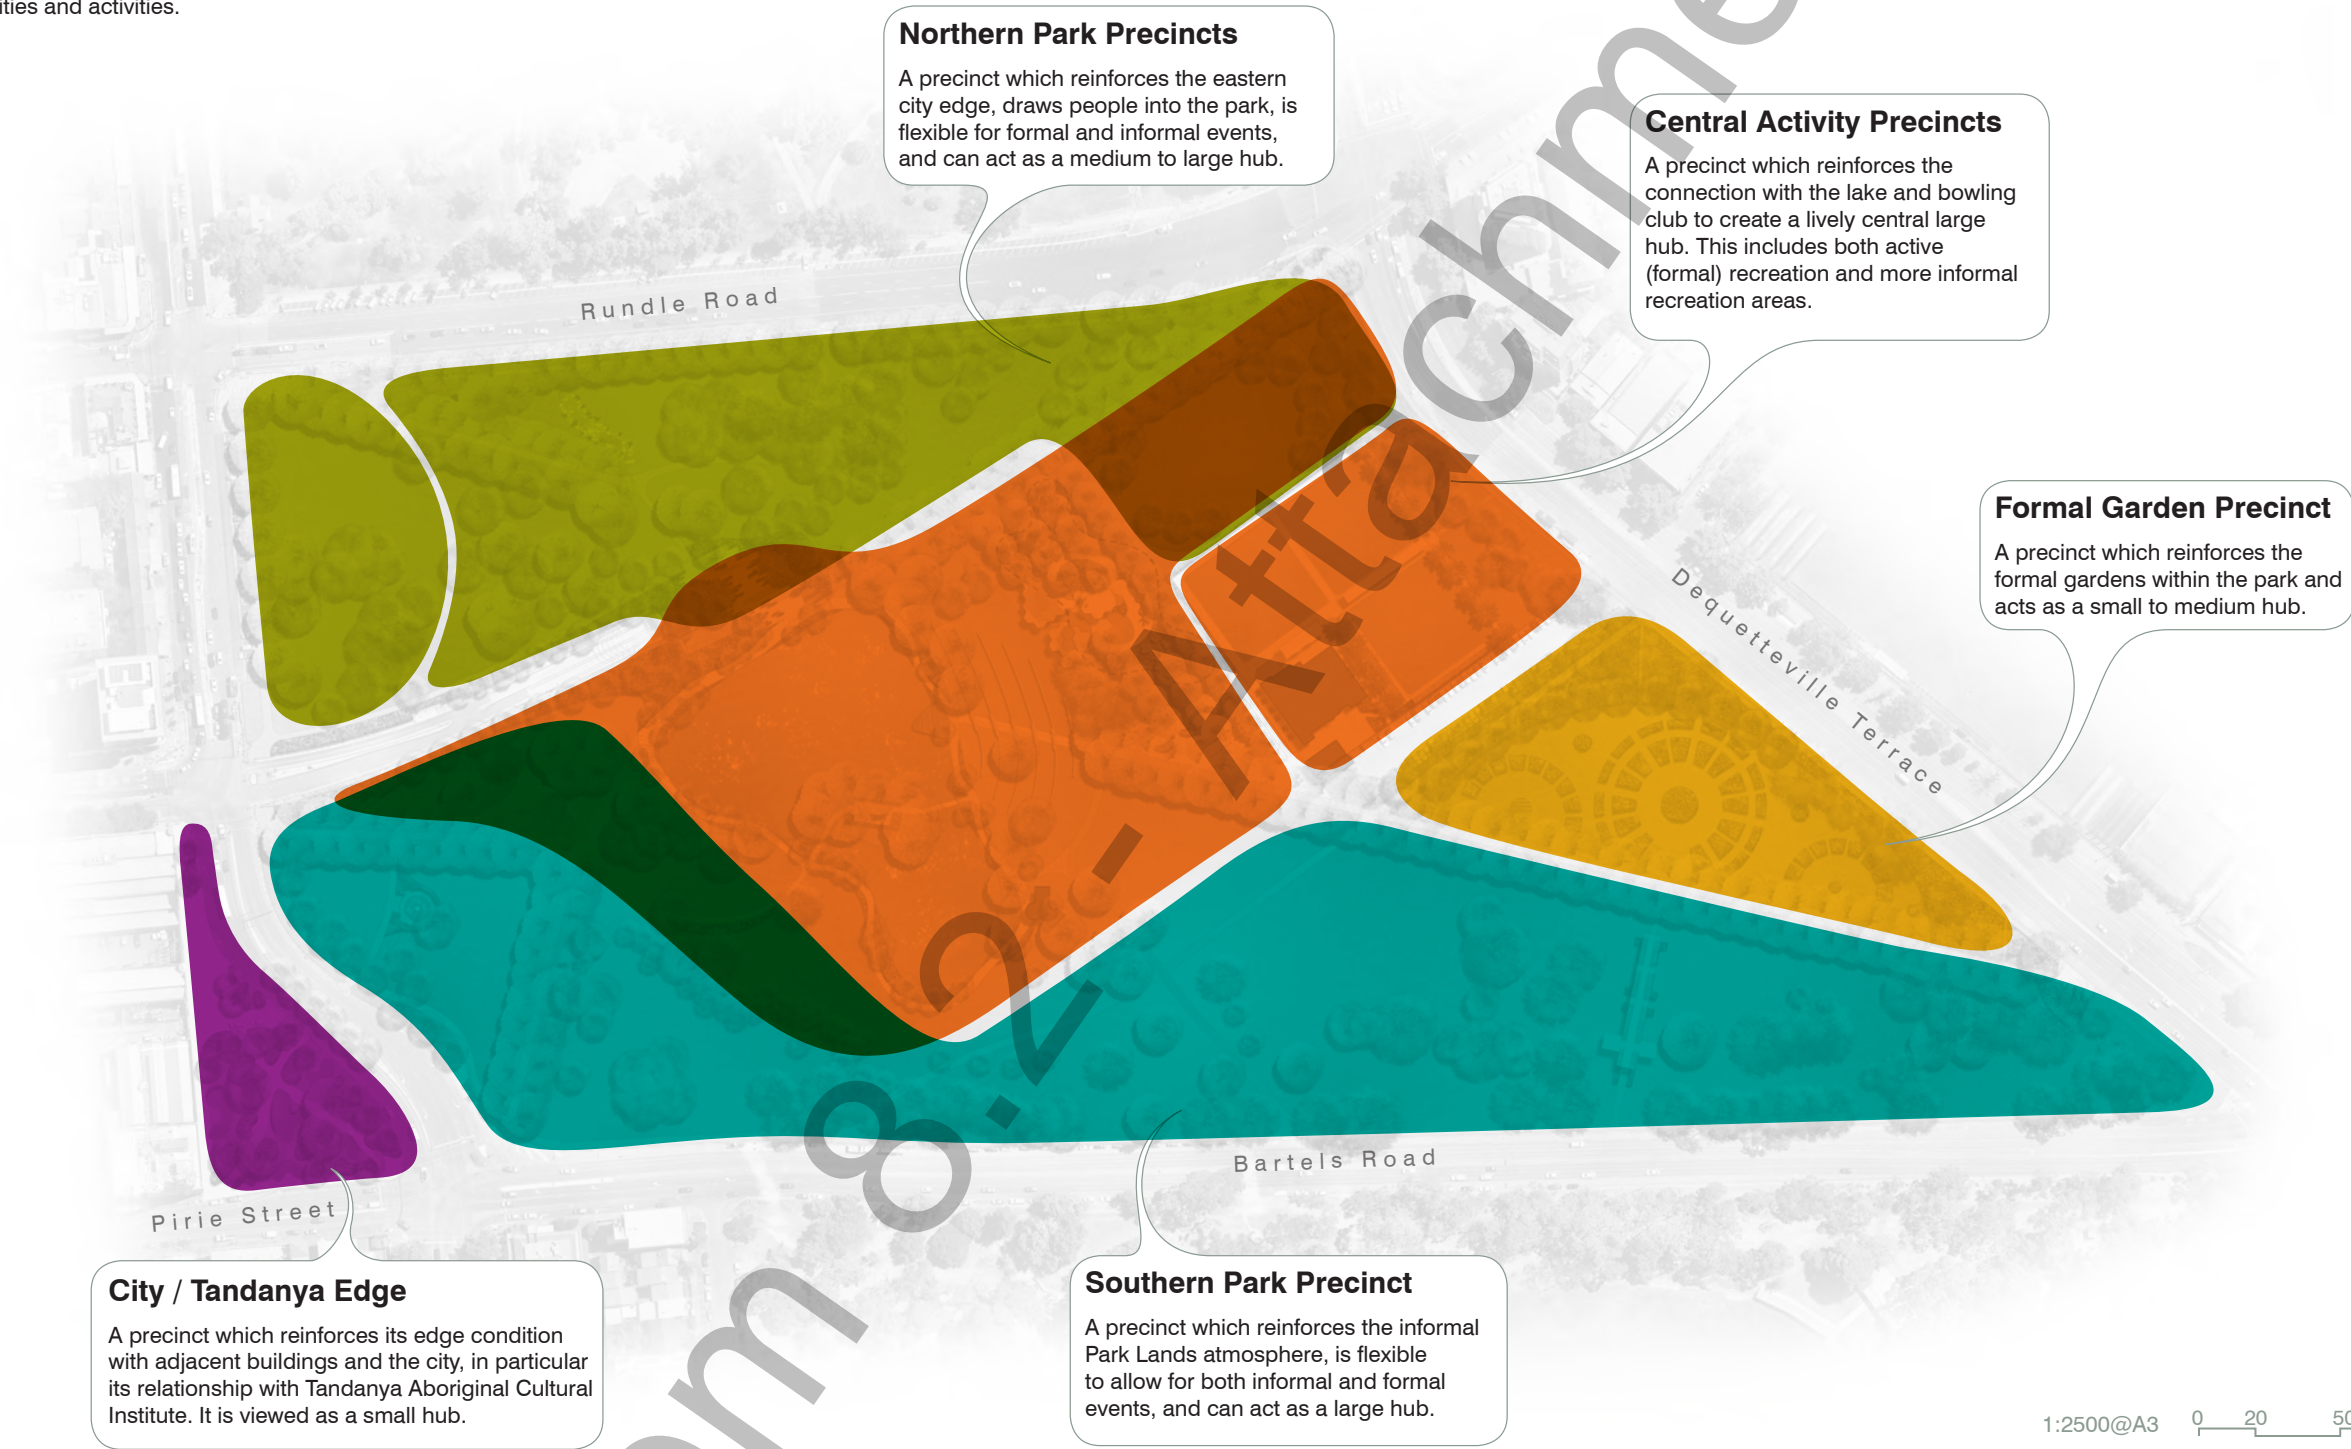 ities and activities.
Northern Park Precincts
A precinct which reinforces the eastern
city edge, draws people into the park, is
flexible for formal and informal events,
and can act as a medium to large hub.
Central Activity Precincts
A precinct which reinforces the
connection with the lake and bowling
club to create a lively central large
hub. This includes both active
(formal) recreation and more informal
recreation areas.
Formal Garden Precinct
A precinct which reinforces the
formal gardens within the park and
acts as a small to medium hub.
Rundle Road
Dequetteville Terrace
Bartels Road
Pirie Street
City / Tandanya Edge
A precinct which reinforces its edge condition
with adjacent buildings and the city, in particular
its relationship with Tandanya Aboriginal Cultural
Institute. It is viewed as a small hub.
Southern Park Precinct
A precinct which reinforces the informal
Park Lands atmosphere, is flexible
to allow for both informal and formal
events, and can act as a large hub.
1:2500@A3 0 20 50
m 8.2 - Attachme